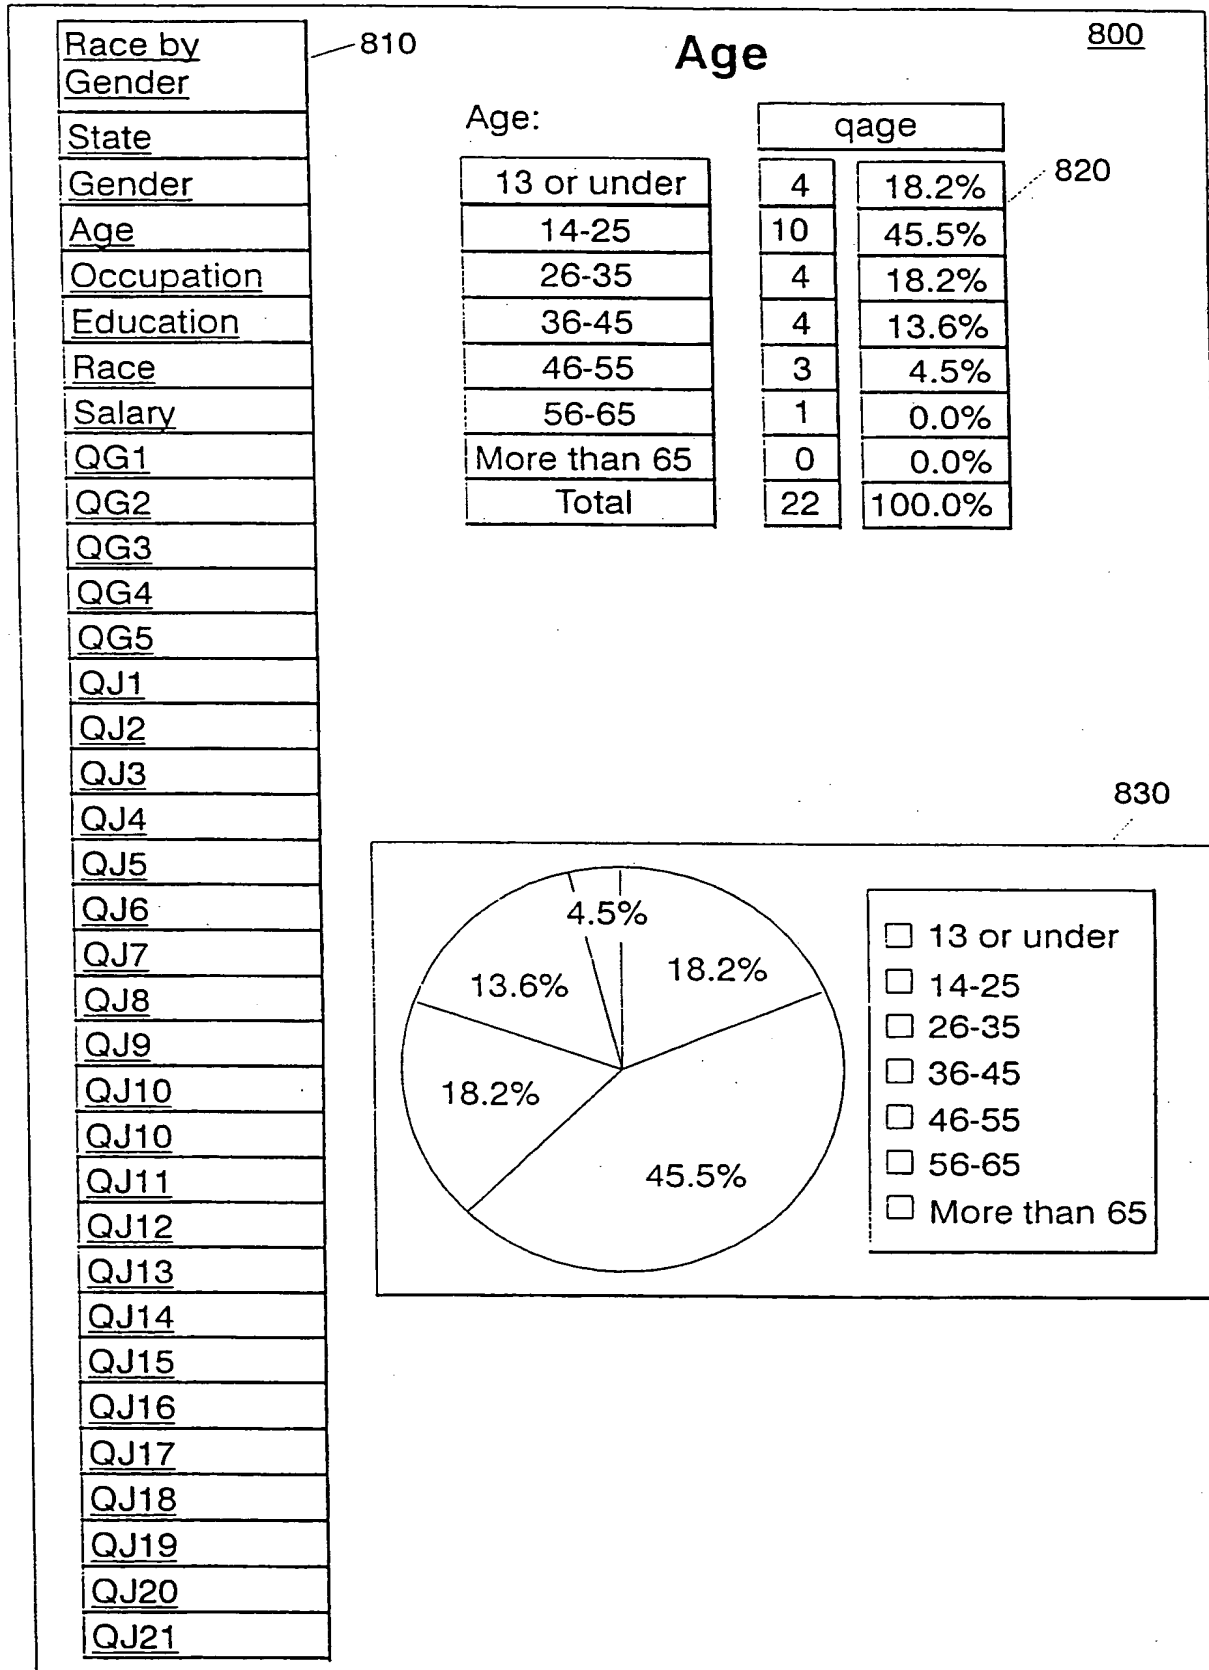 800
810
Race by
Gender
State
Gender
Age
Occupation
Education
Race
Salary
QG1
QG2
QG3
QG4
QG5
QJ1
QJ2
QJ3
QJ4
QJ5
QJ6
QJ7
QJ8
QJ9
QJ10
QJ10
QJ11
QJ12
QJ13
QJ14
QJ15
QJ16
QJ17
QJ18
QJ19
QJ20
QJ21
Age
Age: qage
820
13 or under 4 18.2%
14-25 10 45.5%
26-35 4 18.2%
36-45 4 13.6%
46-55 3 4.5%
56-65 1 0.0%
More than 65 0 0.0%
Total 22 100.0%
830
4.5%
18.2%
13.6%
18.2%
45.5%
13 or under
14-25
26-35
36-45
46-55
56-65
More than 65